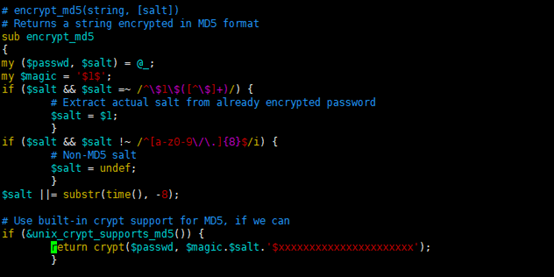 # encrypt_md5(string, [salt])
# Returns a string encrypted in MD5 format
sub encrypt_md5
{
my ($passwd, $salt) = @_;
my $magic = '$1$';
if ($salt && $salt =~ /^\$1\$([^\$]+)/) {
# Extract actual salt from already encrypted password
$salt = $1;
}
if ($salt && $salt !~ /^[a-z0-9\/\.]{8}$/i) {
# Non-MD5 salt
$salt = undef;
}
$salt ||= substr(time(), -8);
# Use built-in crypt support for MD5, if we can
if (&unix_crypt_supports_md5()) {
return crypt($passwd, $magic.$salt.'$xxxxxxxxxxxxxxxxxxxxxx');
}